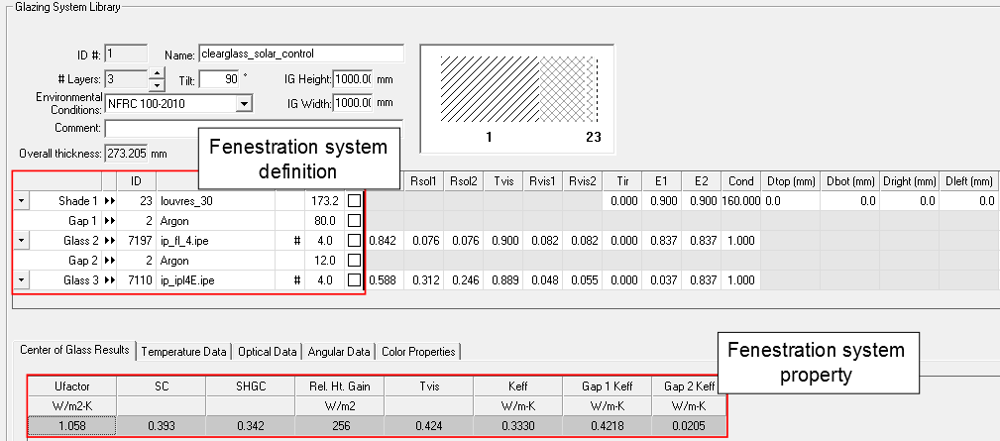 Glazing System Library
ID #: 1 Name: clearglass_solar_control
# Layers: 3 Tilt: 90 ° IG Height: 1000.00 mm
Environmental Conditions: NFRC 100-2010 IG Width: 1000.00 mm
Comment:
Overall thickness: 273.205 mm
1 23
Fenestration system
definition
ID Rsol1 Rsol2 Tvis Rvis1 Rvis2 Tir E1 E2 Cond Dtop (mm) Dbot (mm) Dright (mm) Dleft (mm)
Shade 1 23 louvres_30 173.2 0.000 0.900 0.900 160.000 0.0 0.0 0.0 0.0
Gap 1 2 Argon 80.0
Glass 2 7197 ip_fl_4.ipe # 4.0 0.842 0.076 0.076 0.900 0.082 0.082 0.000 0.837 0.837 1.000
Gap 2 2 Argon 12.0
Glass 3 7110 ip_ipl4E.ipe # 4.0 0.588 0.312 0.246 0.889 0.048 0.055 0.000 0.037 0.837 1.000
Center of Glass Results Temperature Data Optical Data Angular Data Color Properties
Fenestration system
property
Ufactor SC SHGC Rel. Ht. Gain Tvis Keff Gap 1 Keff Gap 2 Keff
W/m2-K W/m2 W/m-K W/m-K W/m-K
1.058 0.393 0.342 256 0.424 0.3330 0.4218 0.0205